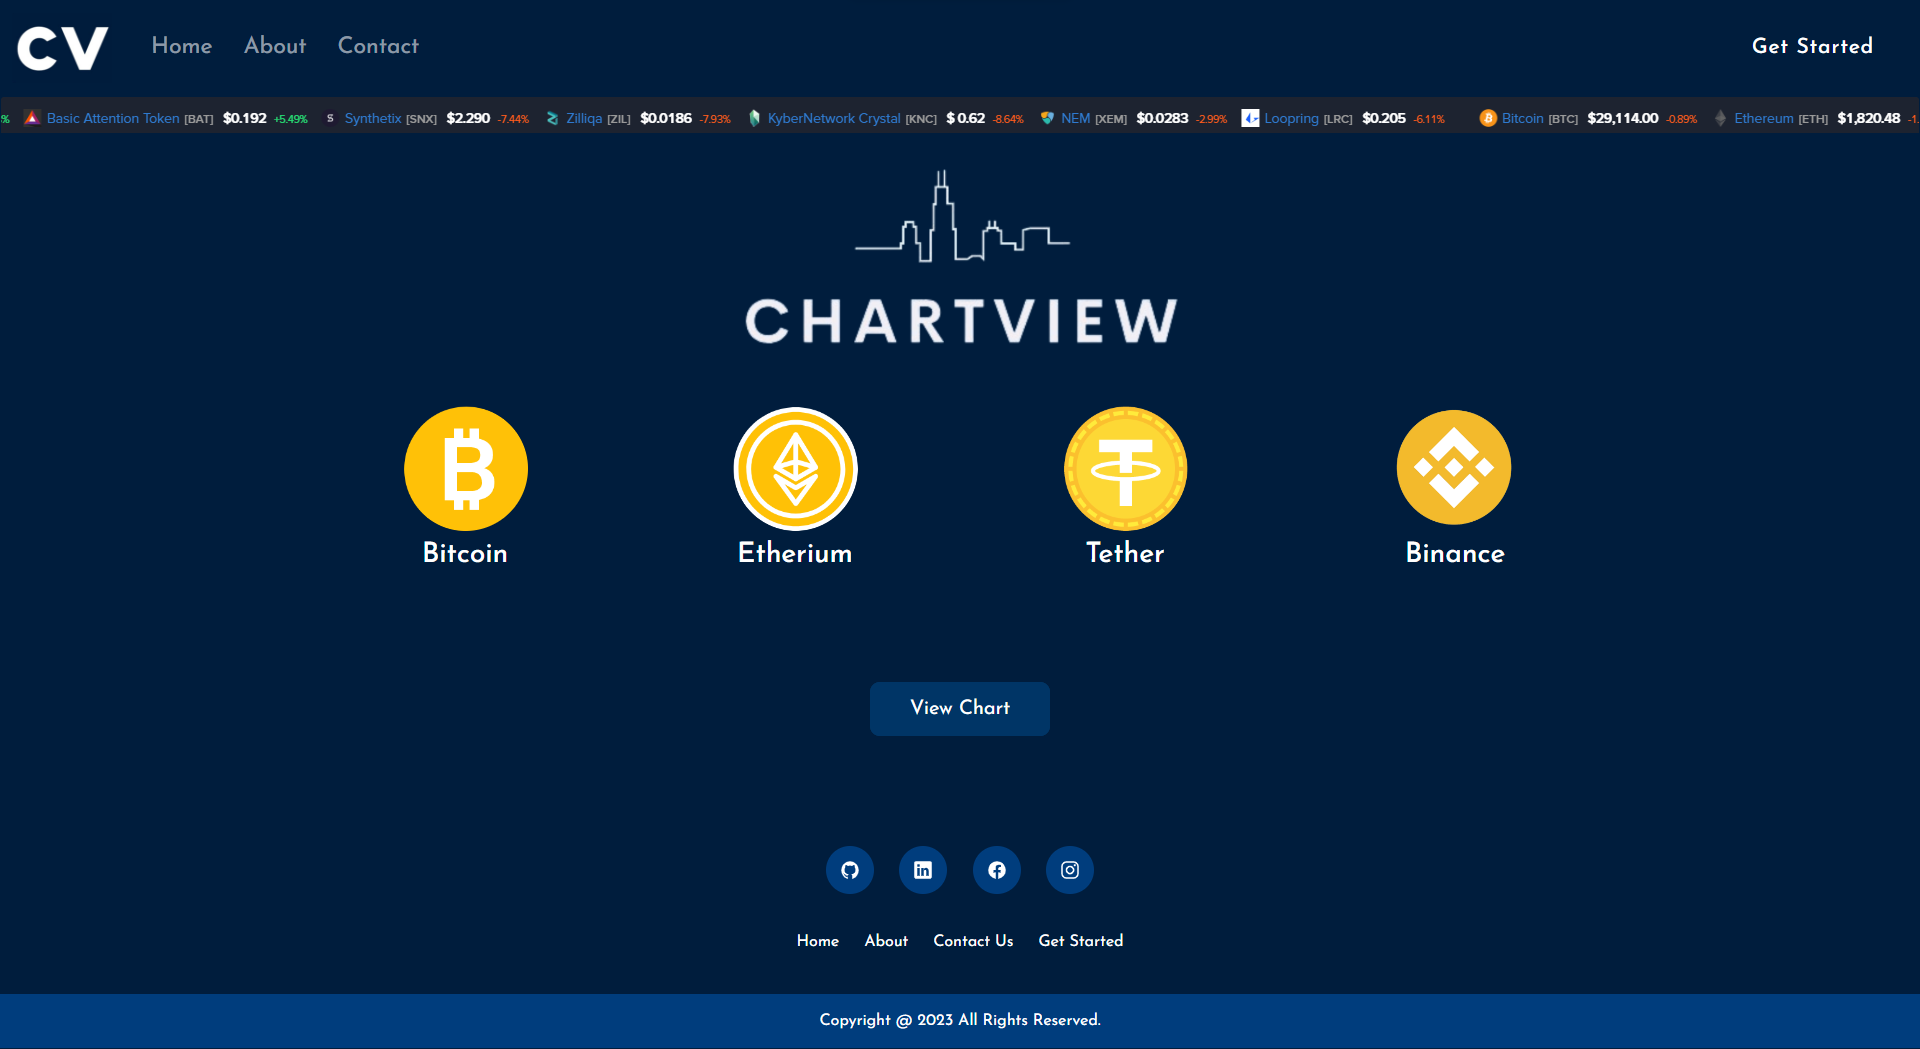 CV Home About Contact Get Started
% Basic Attention Token [BAT] $0.192 +5.49% S Synthetix [SNX] $2.290 -7.44% Zilliqa [ZIL] $0.0186 -7.93% KyberNetwork Crystal [KNC] $ 0.62 -8.64% NEM [XEM] $0.0283 -2.99% Loopring [LRC] $0.205 -6.11% Bitcoin [BTC] $29,114.00 -0.89% Ethereum [ETH] $1,820.48 -1.
CHARTVIEW
Bitcoin Etherium Tether Binance
View Chart
Home About Contact Us Get Started
Copyright @ 2023 All Rights Reserved.